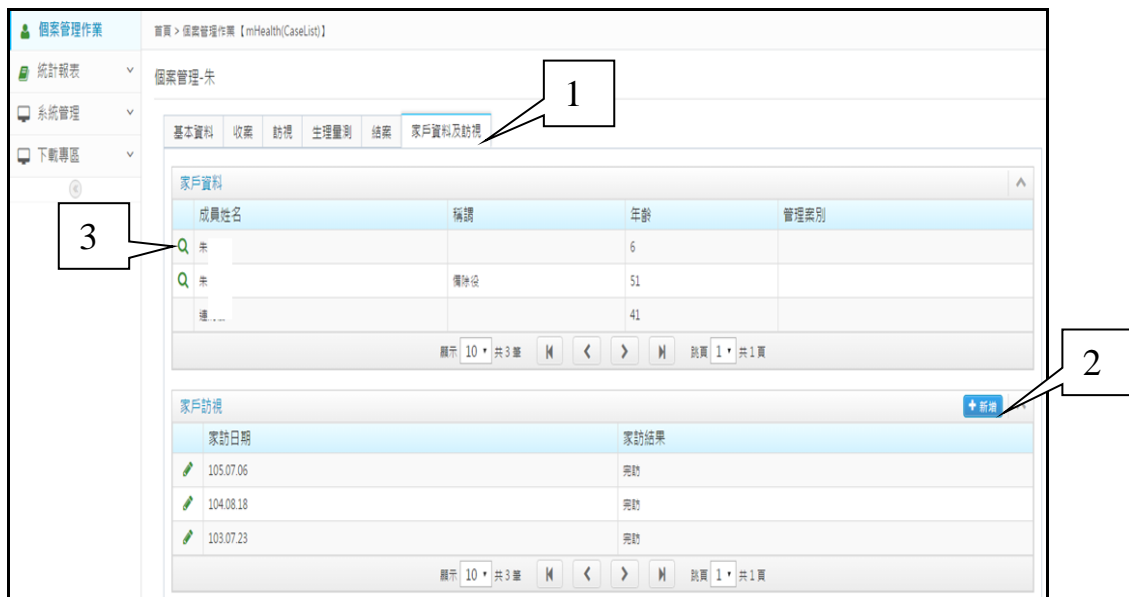 個案管理作業
統計報表
系統管理
下載專區
首頁 > 個案管理作業【mHealth(CaseList)】
個案管理-朱
1
基本資料 收案 訪視 生理量測 結案 家戶資料及訪視
家戶資料
成員姓名 稱謂 年齡 管理案別
3
朱 6
朱 備除役 51
連 41
顯示 10 共3筆 跳頁 1 共1頁
2
家戶訪視 新增
家訪日期 家訪結果
105.07.06 完訪
104.08.18 完訪
103.07.23 完訪
顯示 10 共3筆 跳頁 1 共1頁